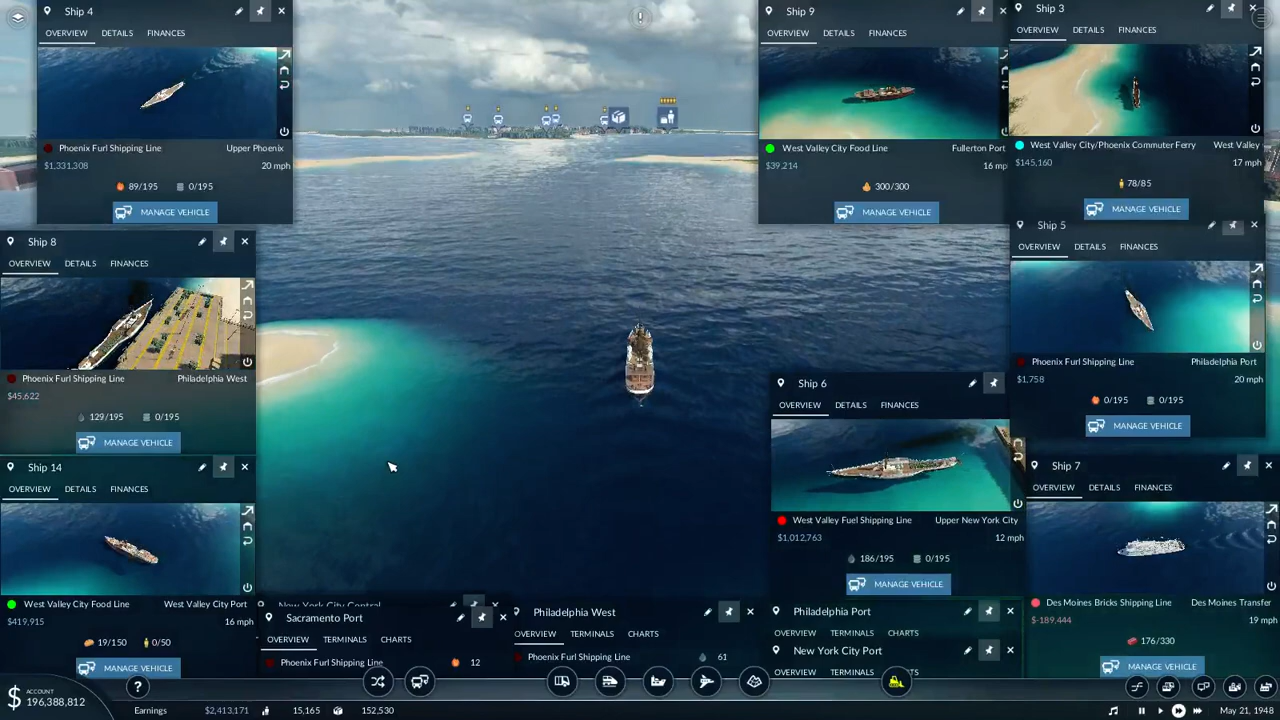 Ship 4
OVERVIEW DETAILS FINANCES
Phoenix Furl Shipping Line Upper Phoenix
$1,331,308 20 mph
89/195 0/195
MANAGE VEHICLE
Ship 9
OVERVIEW DETAILS FINANCES
West Valley City Food Line Fullerton Port
$39,214 16 mph
300/300
MANAGE VEHICLE
Ship 3
OVERVIEW DETAILS FINANCES
West Valley City/Phoenix Commuter Ferry West Valley
$145,160 17 mph
78/85
MANAGE VEHICLE
Ship 8
OVERVIEW DETAILS FINANCES
Phoenix Furl Shipping Line Philadelphia West
$45,622
129/195 0/195
MANAGE VEHICLE
Ship 5
OVERVIEW DETAILS FINANCES
Phoenix Furl Shipping Line Philadelphia Port
$1,758 20 mph
0/195 0/195
MANAGE VEHICLE
Ship 6
OVERVIEW DETAILS FINANCES
West Valley Fuel Shipping Line Upper New York City
$1,012,763 12 mph
186/195 0/195
MANAGE VEHICLE
Ship 14
OVERVIEW DETAILS FINANCES
West Valley City Food Line West Valley City Port
$419,915 16 mph
19/150 0/50
MANAGE VEHICLE
Ship 7
OVERVIEW DETAILS FINANCES
Des Moines Bricks Shipping Line Des Moines Transfer
$-189,444 19 mph
176/330
MANAGE VEHICLE
New York City Central
Sacramento Port
OVERVIEW TERMINALS CHARTS
Phoenix Furl Shipping Line 12
Philadelphia West
OVERVIEW TERMINALS CHARTS
Phoenix Furl Shipping Line 61
Philadelphia Port
OVERVIEW TERMINALS CHARTS
New York City Port
OVERVIEW TERMINALS CHARTS
$ ACCOUNT
196,388,812
?
Earnings $2,413,171 15,165 152,530 May 21, 1948